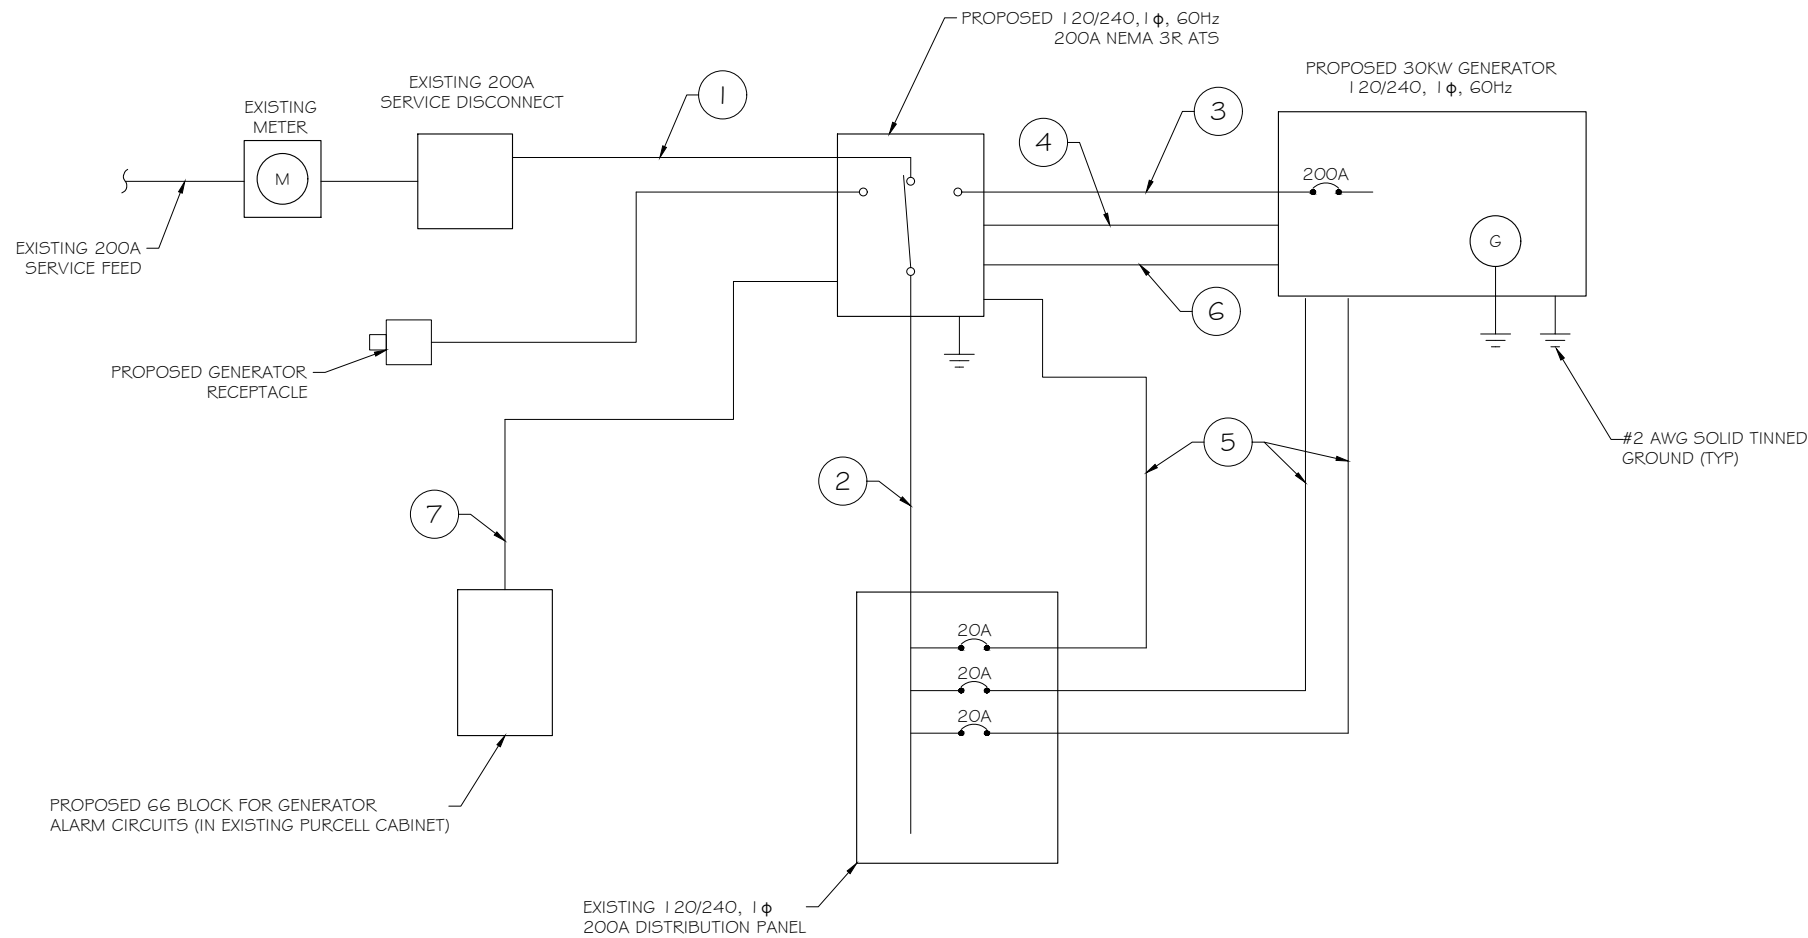 PROPOSED 120/240, 1ϕ, 60Hz
200A NEMA 3R ATS
PROPOSED 30KW GENERATOR
120/240, 1ϕ, 60Hz
EXISTING 200A
SERVICE DISCONNECT
EXISTING
METER
1
3
4
M
200A
G
EXISTING 200A
SERVICE FEED
6
PROPOSED GENERATOR
RECEPTACLE
5
#2 AWG SOLID TINNED
GROUND (TYP)
2
7
20A
20A
20A
PROPOSED 66 BLOCK FOR GENERATOR
ALARM CIRCUITS (IN EXISTING PURCELL CABINET)
EXISTING 120/240, 1ϕ
200A DISTRIBUTION PANEL